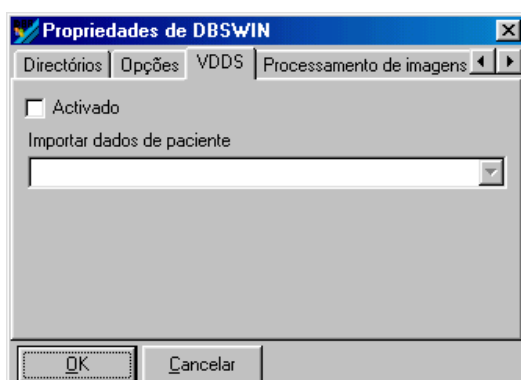 Propriedades de DBSWIN
Directórios Opções VDDS Processamento de imagens
Activado
Importar dados de paciente
OK Cancelar